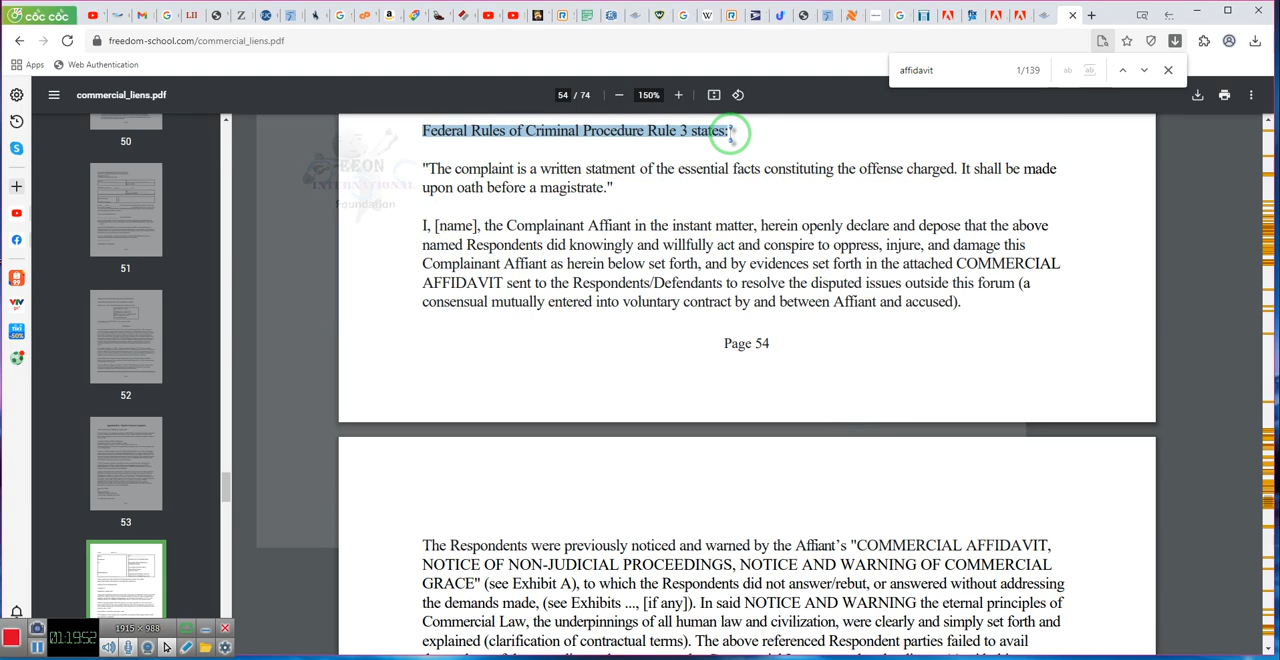 cốc cốc
freedom-school.com/commercial_liens.pdf
Apps
Web Authentication
affidavit
1/139
commercial_liens.pdf
54 / 74
150%
50
51
52
53
Federal Rules of Criminal Procedure Rule 3 states:
"The complaint is a written statment of the essential facts constituting the offense charged. It shall be made
upon oath before a magistrate."
I, [name], the Complainant Affiant in the instant matter, herein openly declare and depose that the above
named Respondents did knowingly and willfully act and conspire to oppress, injure, and damage this
Complainant Affiant as herein below set forth, and by evidences set forth in the attached COMMERCIAL
AFFIDAVIT sent to the Respondents/Defendants to resolve the disputed issues outside this forum (a
consensual mutually entered into voluntary contract by and between Affiant and accused).
Page 54
The Respondents were previously noticed and warned by the Affiant's "COMMERCIAL AFFIDAVIT,
NOTICE OF NON-JUDICIAL PROCEEDINGS, NOTICE AND WARNING OF COMMERCIAL
GRACE" (see Exhibit A), to which the Respondents did not answer/rebut, or answered without addressing
the demands made (see Exhibits ..., [if any]). In said NOTICE AND WARNING the eternal principles of
Commercial Law, the underpinnings of all human law and civilization, were clearly and simply set forth and
explained (clarification of contractual terms). The above referenced Respondent parties failed to avail
INTERNATIONAL
Foundation
1915 x 988
01:19:52